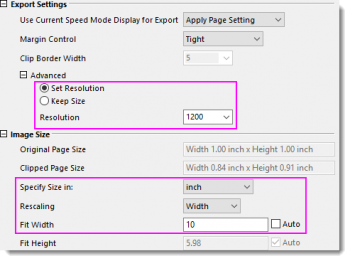 Export Settings
Use Current Speed Mode Display for Export Apply Page Setting
Margin Control Tight
Clip Border Width 5
Advanced
Set Resolution
Keep Size
Resolution 1200
Image Size
Original Page Size Width 1.00 inch x Height 1.00 inch
Clipped Page Size Width 0.84 inch x Height 0.91 inch
Specify Size in: inch
Rescaling Width
Fit Width 10 Auto
Fit Height 5.98 Auto